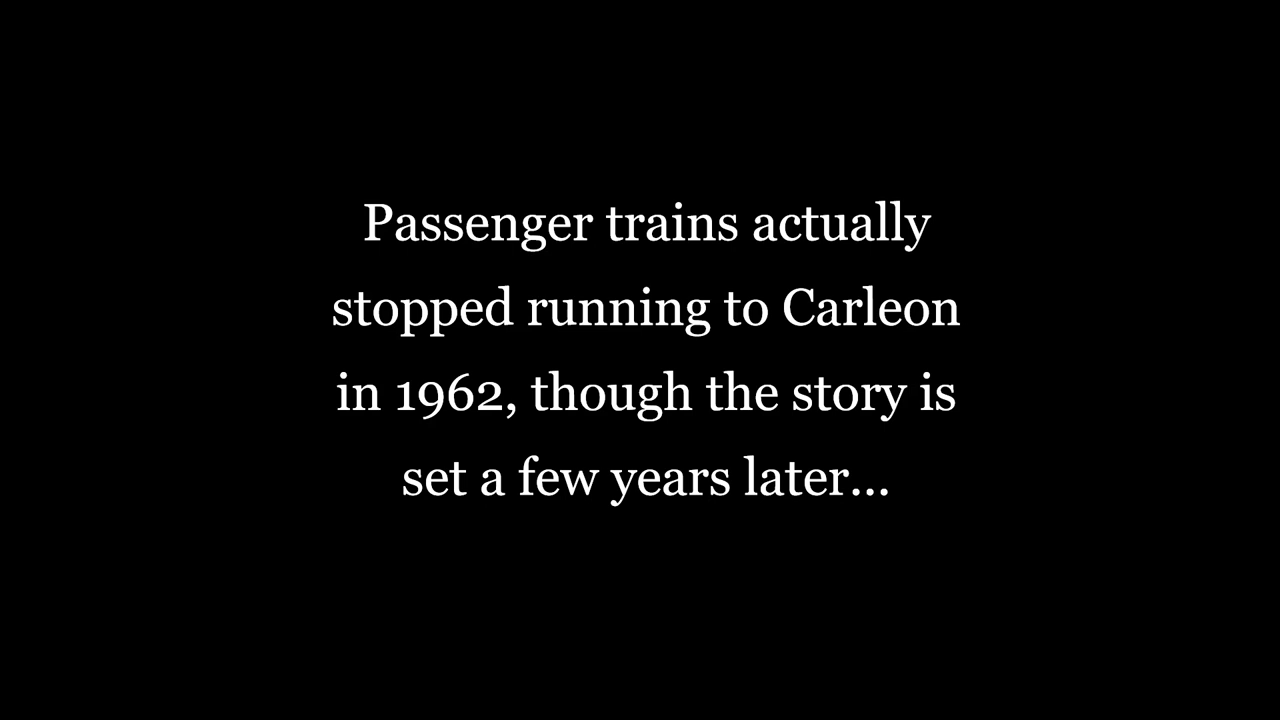 Passenger trains actually
stopped running to Carleon
in 1962, though the story is
set a few years later...